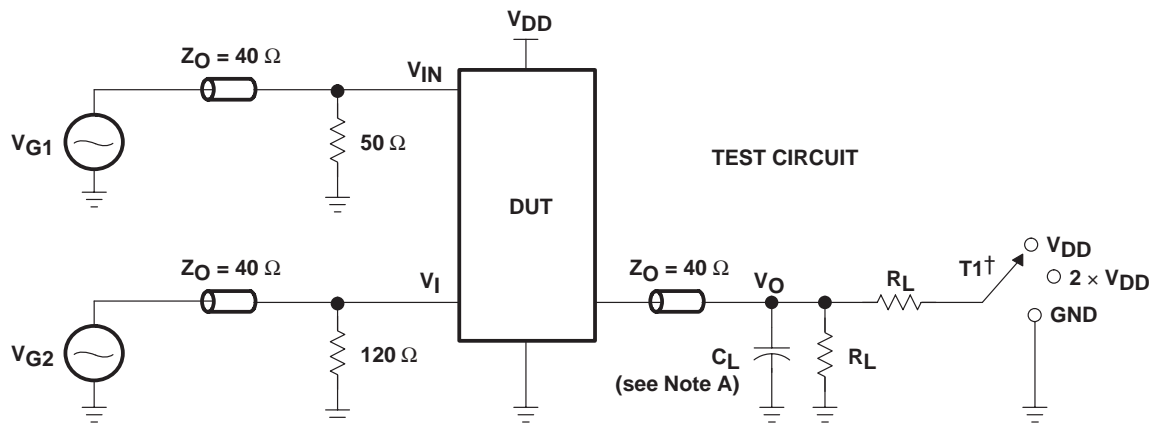 VDD
ZO = 40 Ω
VIN
VG1
50 Ω
TEST CIRCUIT
DUT
ZO = 40 Ω
VI
VG2
120 Ω
ZO = 40 Ω
VO
CL
(see Note A)
RL
RL
T1†
VDD
2 × VDD
GND